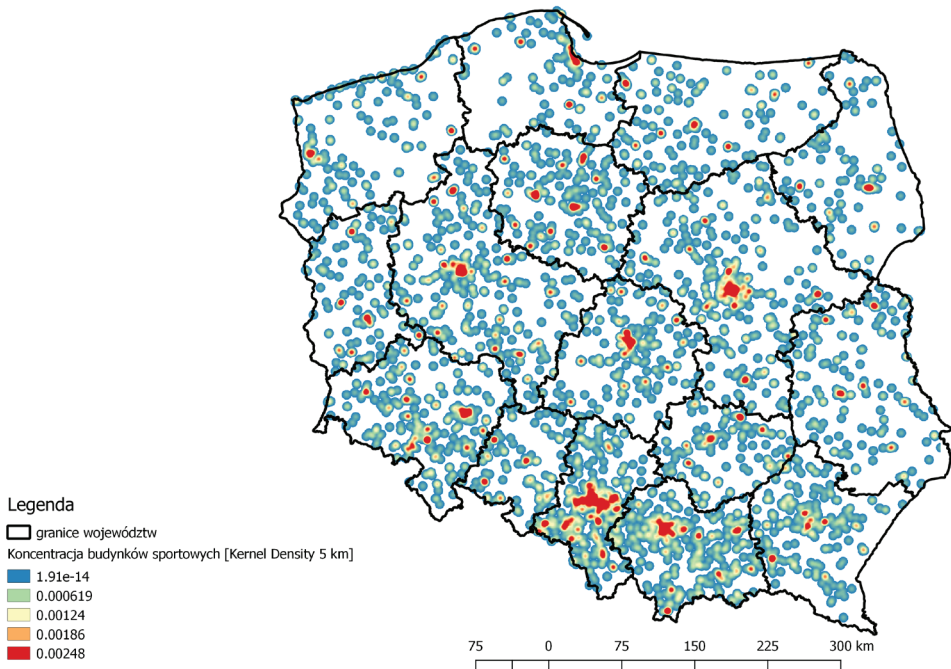 Legenda
granice województw
Koncentracja budynków sportowych [Kernel Density 5 km]
1.91e-14
0.000619
0.00124
0.00186
0.00248
75 0 75 150 225 300 km